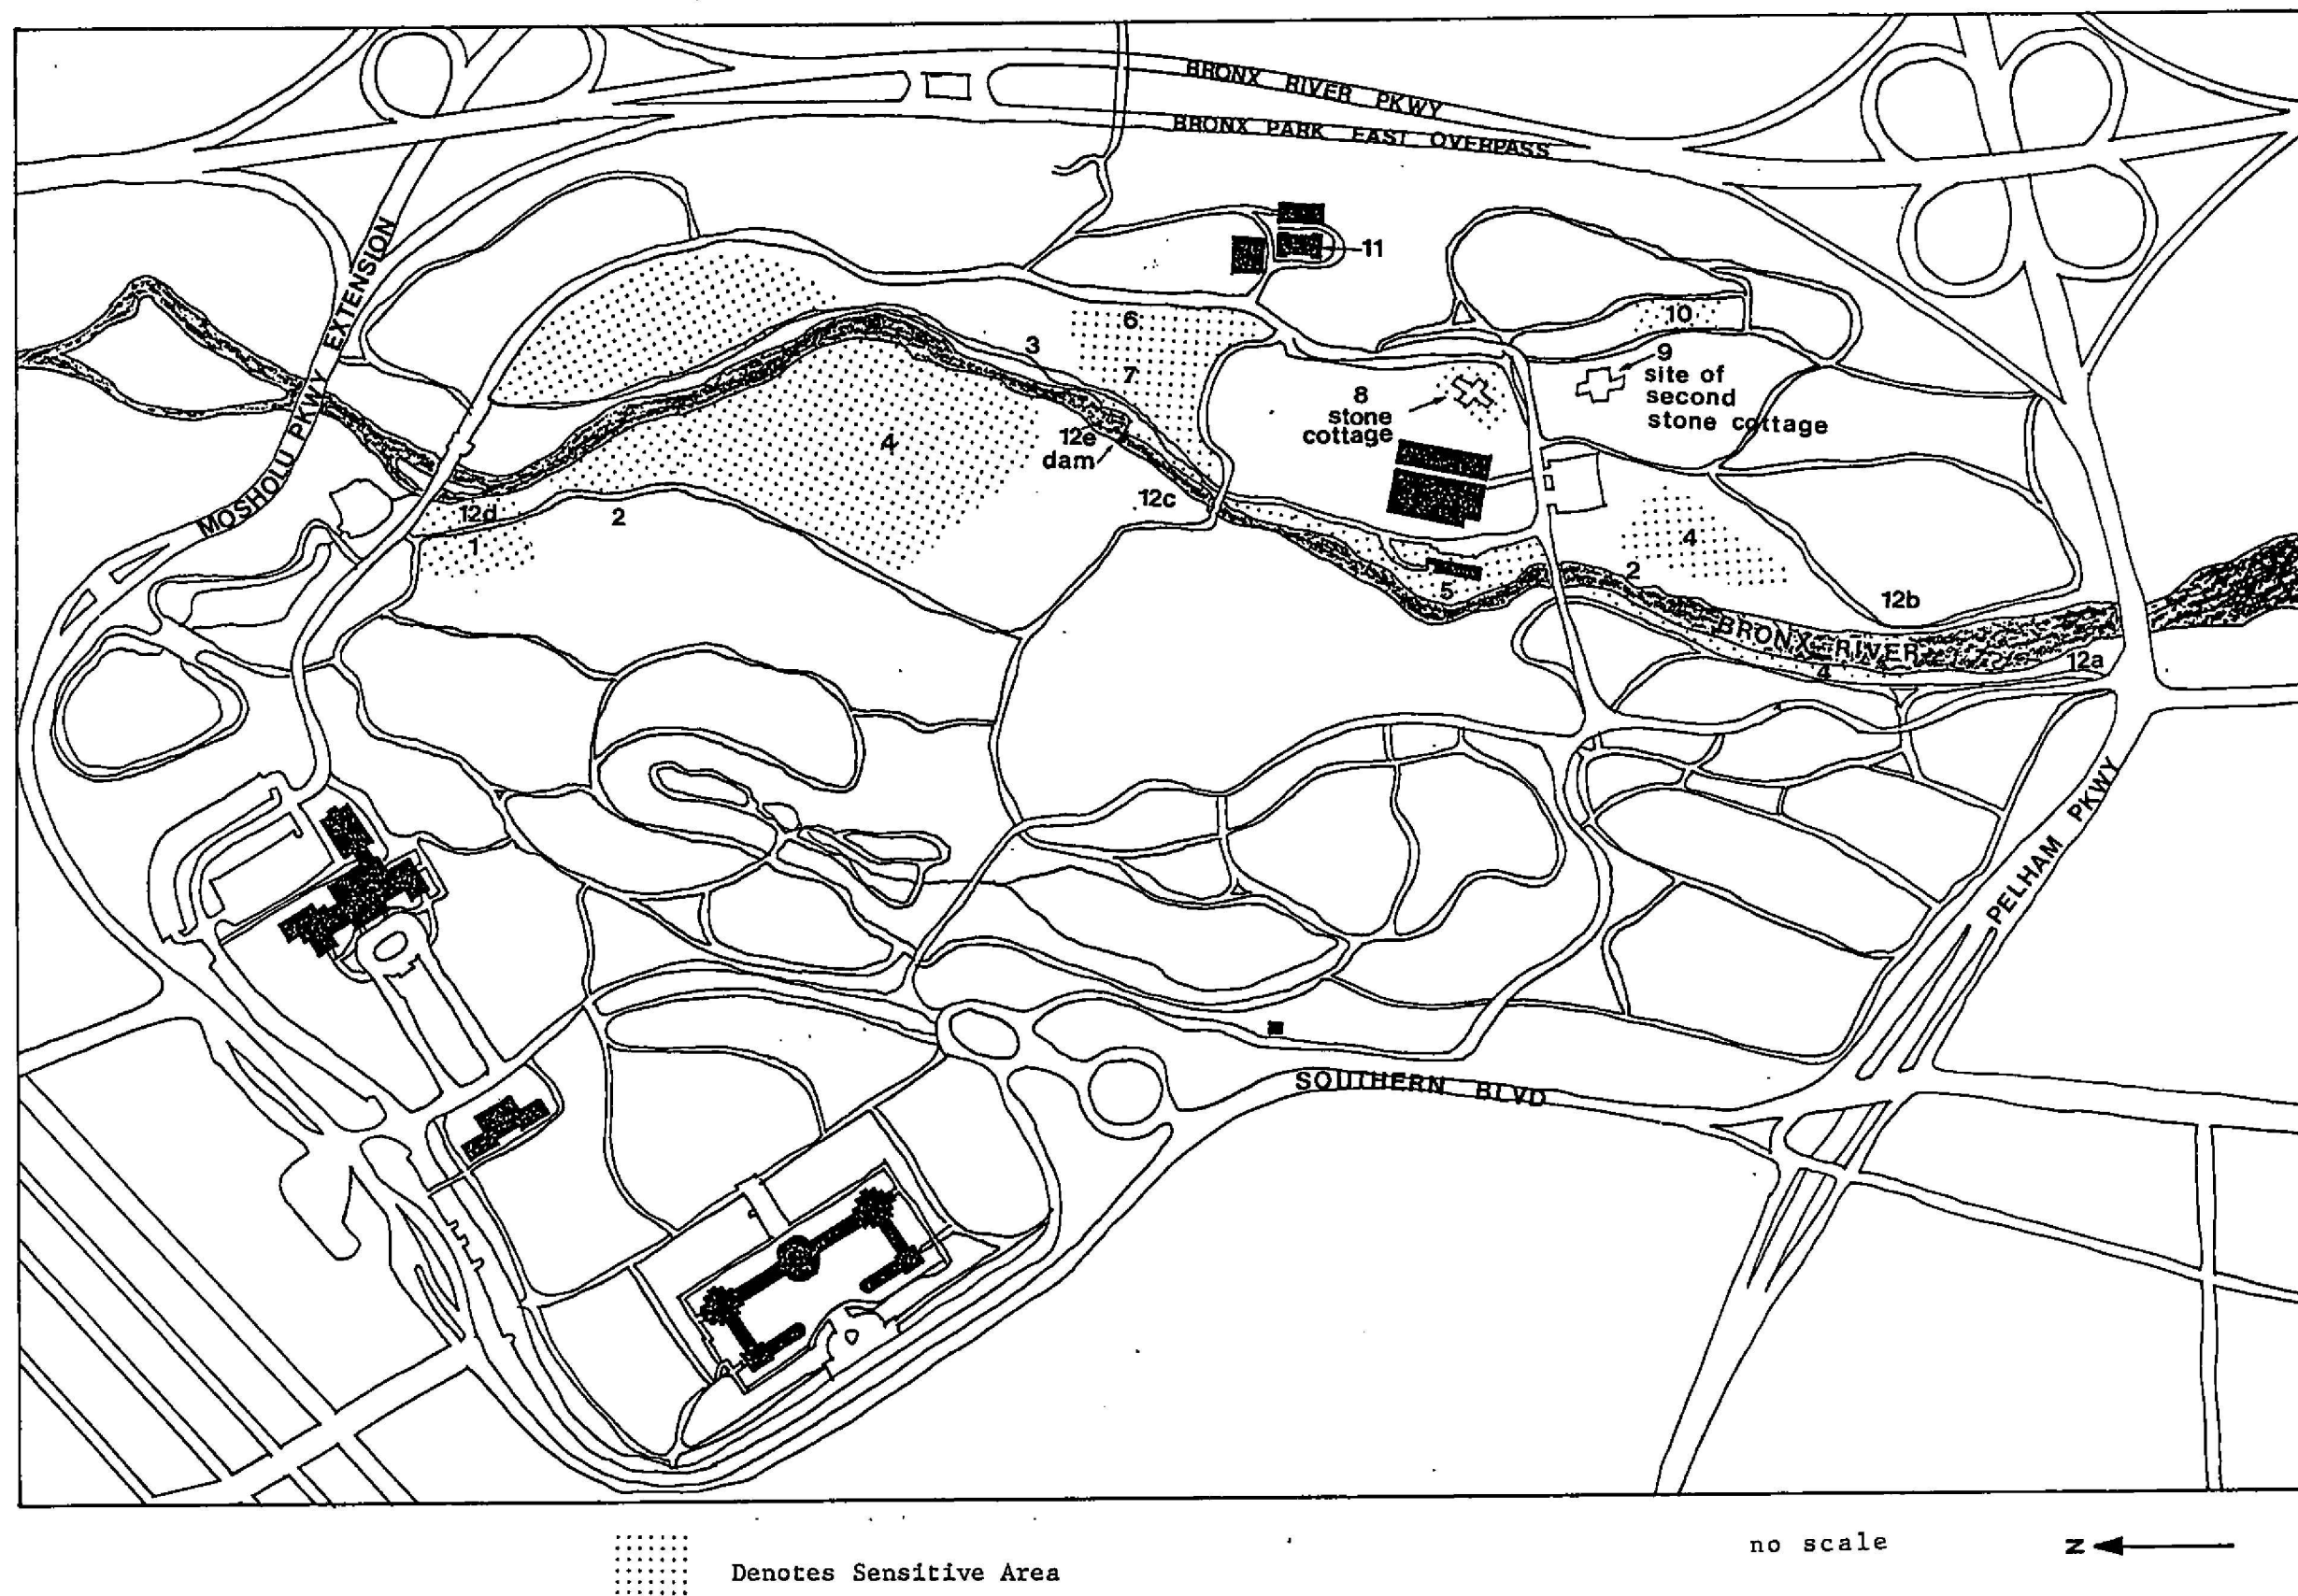 BRONX RIVER PKWY
BRONX PARK EAST OVERPASS
MOSHOLU PKWY EXTENSION
11
6
10
3
7
9
site of
second
stone cottage
8
stone
cottage
4
12e
dam
12c
12d
2
1
4
5
2
12b
BRONX RIVER
12a
4
PELHAM PKWY
SOUTHERN BLVD
Denotes Sensitive Area
no scale
N